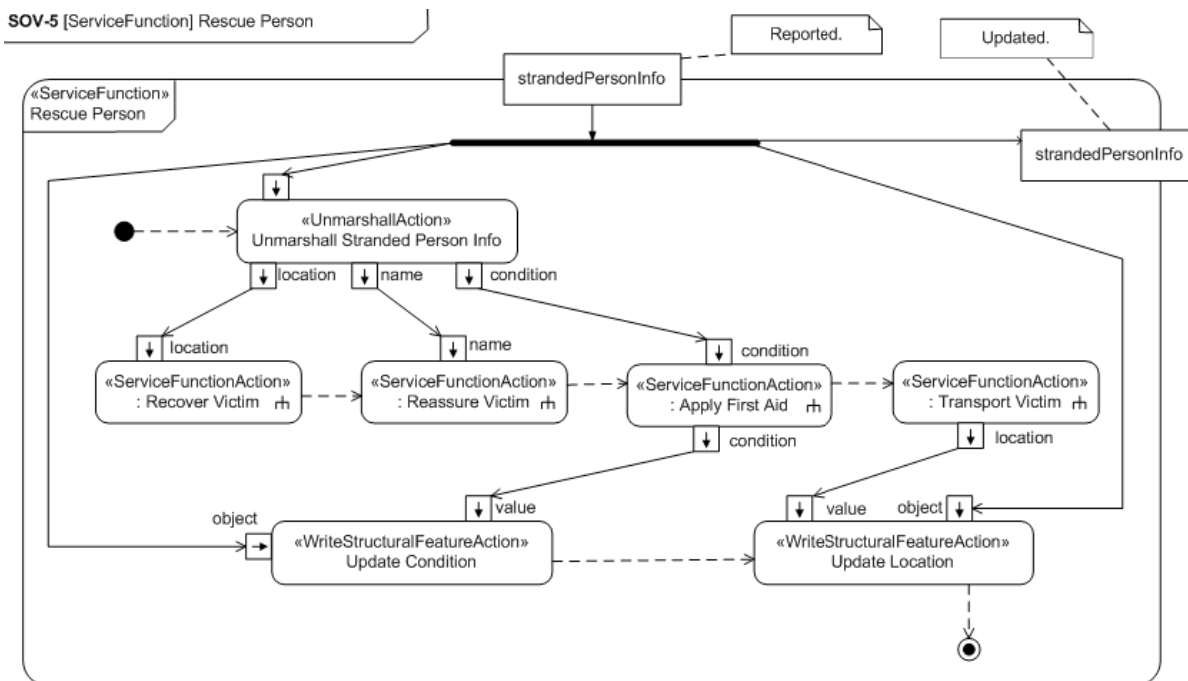 SOV-5 [ServiceFunction] Rescue Person
Reported.
Updated.
strandedPersonInfo
«ServiceFunction»
Rescue Person
strandedPersonInfo
«UnmarshallAction»
Unmarshall Stranded Person Info
location
name
condition
location
name
condition
«ServiceFunctionAction»
: Recover Victim
«ServiceFunctionAction»
: Reassure Victim
«ServiceFunctionAction»
: Apply First Aid
«ServiceFunctionAction»
: Transport Victim
condition
location
object
value
value
object
«WriteStructuralFeatureAction»
Update Condition
«WriteStructuralFeatureAction»
Update Location